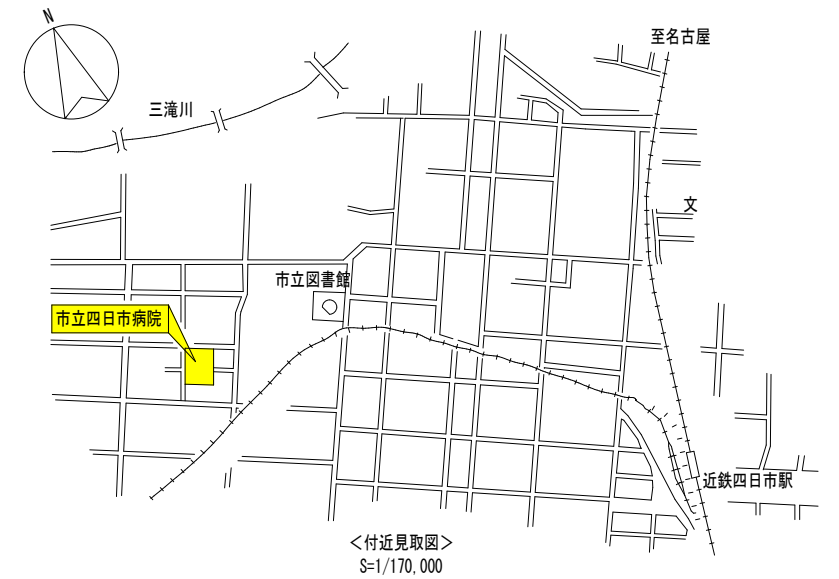 N
至名古屋
三滝川
文
市立図書館
市立四日市病院
近鉄四日市駅
＜付近見取図＞
S=1/170,000